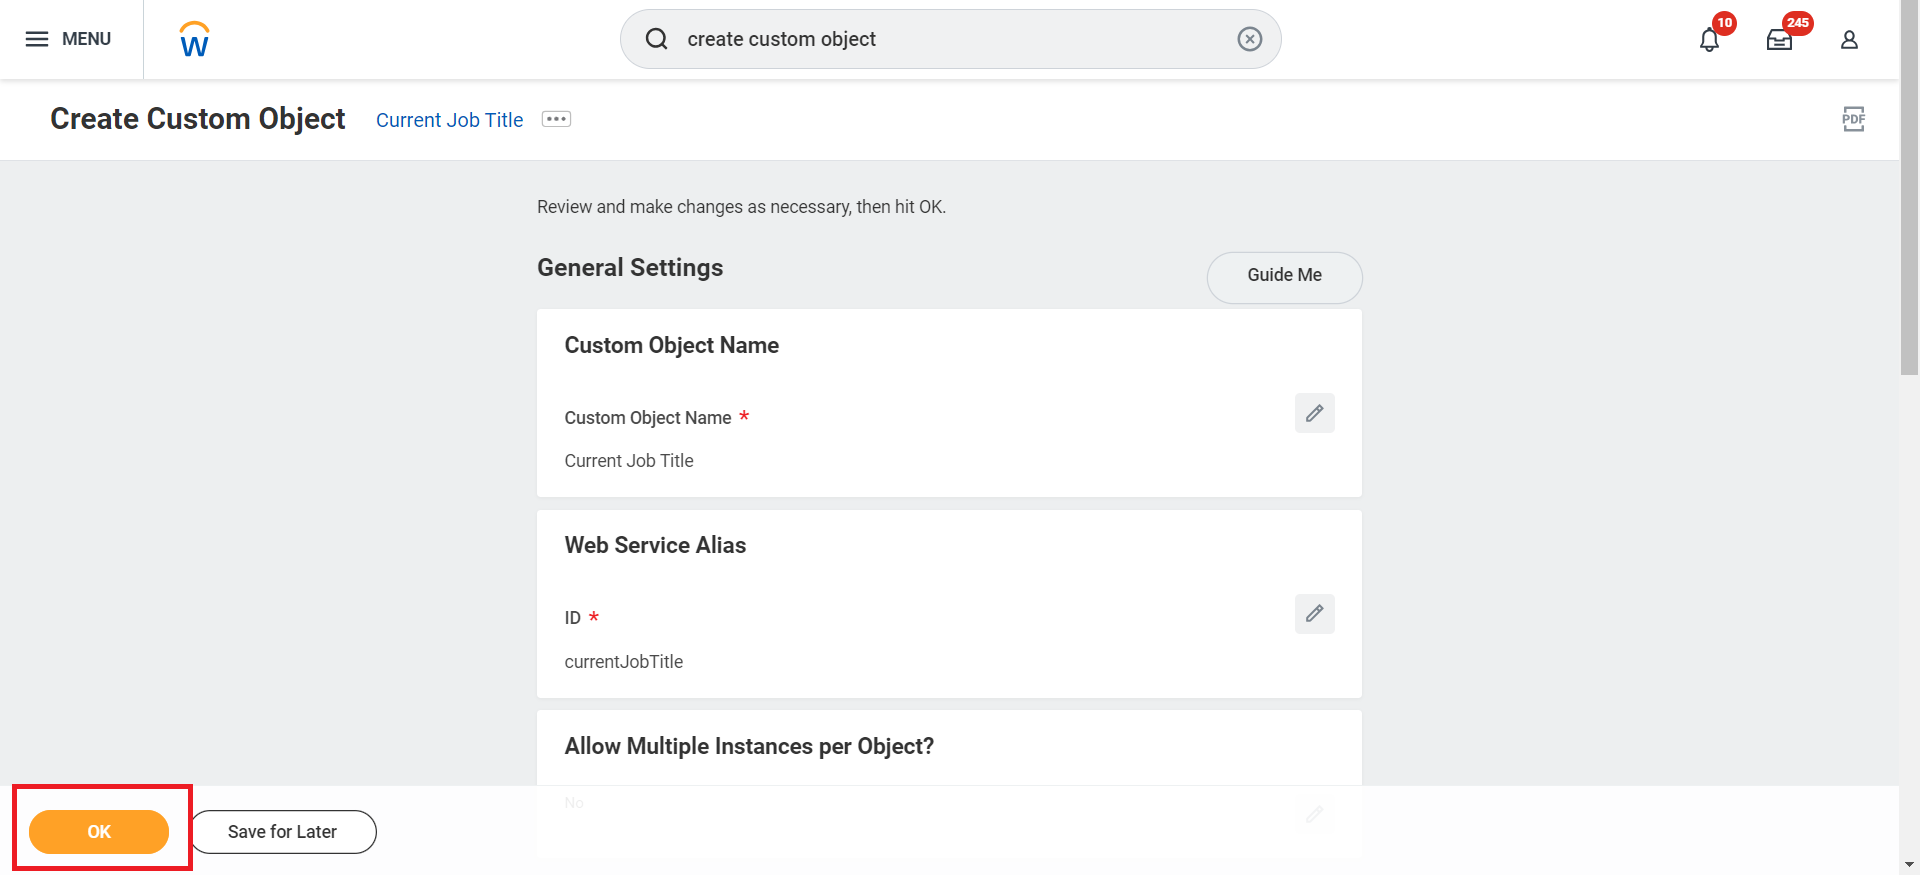 MENU
W
create custom object
10
245
Create Custom Object
Current Job Title
PDF
Review and make changes as necessary, then hit OK.
General Settings
Guide Me
Custom Object Name
Custom Object Name *
Current Job Title
Web Service Alias
ID *
currentJobTitle
Allow Multiple Instances per Object?
No
OK
Save for Later